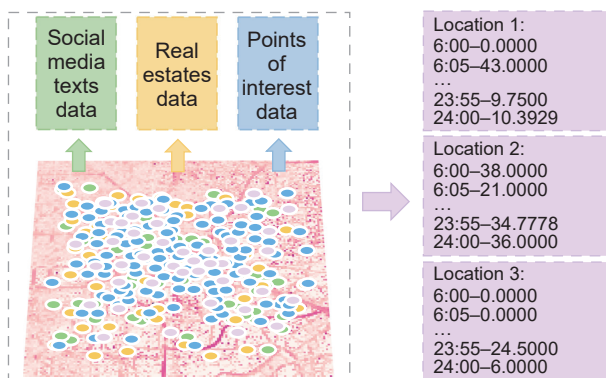 Social
media
texts
data
Real
estates
data
Points
of
interest
data
Location 1:
6:00–0.0000
6:05–43.0000
...
23:55–9.7500
24:00–10.3929
Location 2:
6:00–38.0000
6:05–21.0000
...
23:55–34.7778
24:00–36.0000
Location 3:
6:00–0.0000
6:05–0.0000
...
23:55–24.5000
24:00–6.0000